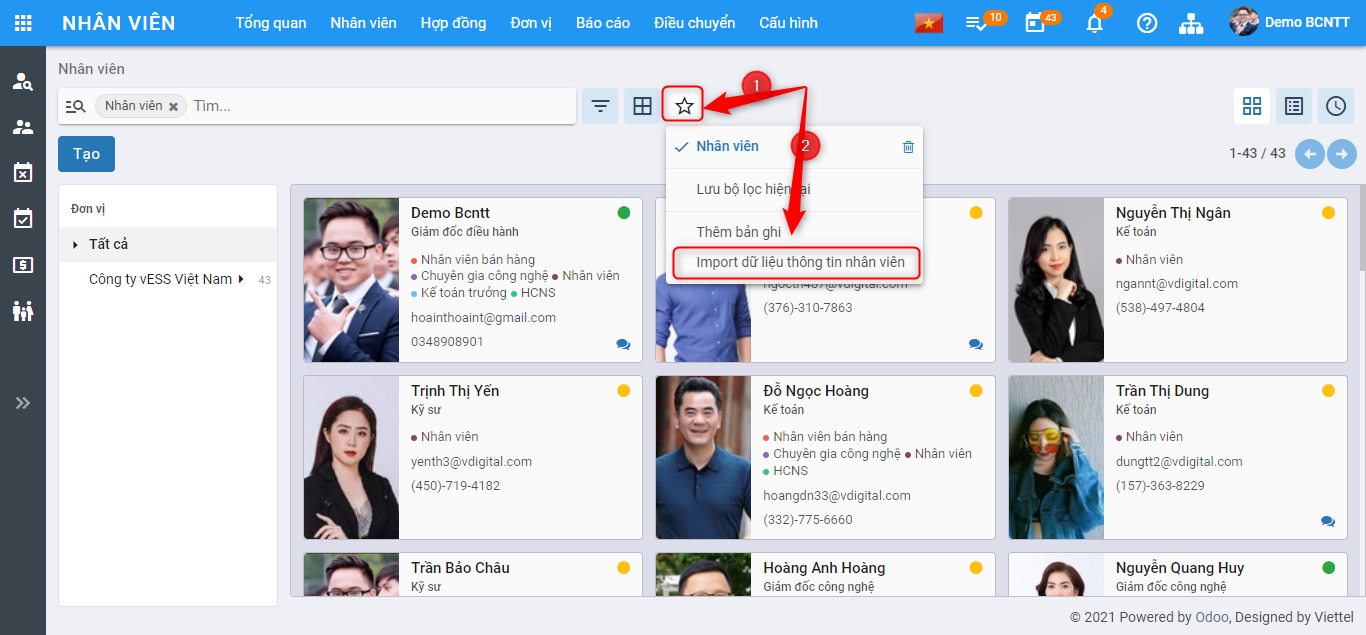 NHÂN VIÊN
Tổng quan Nhân viên Hợp đồng Đơn vị Báo cáo Điều chuyển Cấu hình
10 43 4 Demo BCNTT
Nhân viên
Nhân viên Tìm...
1
Tạo
1-43 / 43
Nhân viên
2
Lưu bộ lọc hiện tại
Thêm bản ghi
Import dữ liệu thông tin nhân viên
Đơn vị
Tất cả
Công ty vESS Việt Nam 43
Demo Bcntt
Giám đốc điều hành
Nhân viên bán hàng
Chuyên gia công nghệ Nhân viên
Kế toán trưởng HCNS
hoainthoaint@gmail.com
0348908901
(376)-310-7863
Nguyễn Thị Ngân
Kế toán
Nhân viên
ngannt@vdigital.com
(538)-497-4804
Trịnh Thị Yến
Kỹ sư
Nhân viên
yenth3@vdigital.com
(450)-719-4182
Đỗ Ngọc Hoàng
Kế toán
Nhân viên bán hàng
Chuyên gia công nghệ Nhân viên
HCNS
hoangdn33@vdigital.com
(332)-775-6660
Trần Thị Dung
Kế toán
Nhân viên
dungtt2@vdigital.com
(157)-363-8229
Trần Bảo Châu
Kỹ sư
Hoàng Anh Hoàng
Giám đốc công nghệ
Nguyễn Quang Huy
Giám đốc công nghệ
© 2021 Powered by Odoo, Designed by Viettel